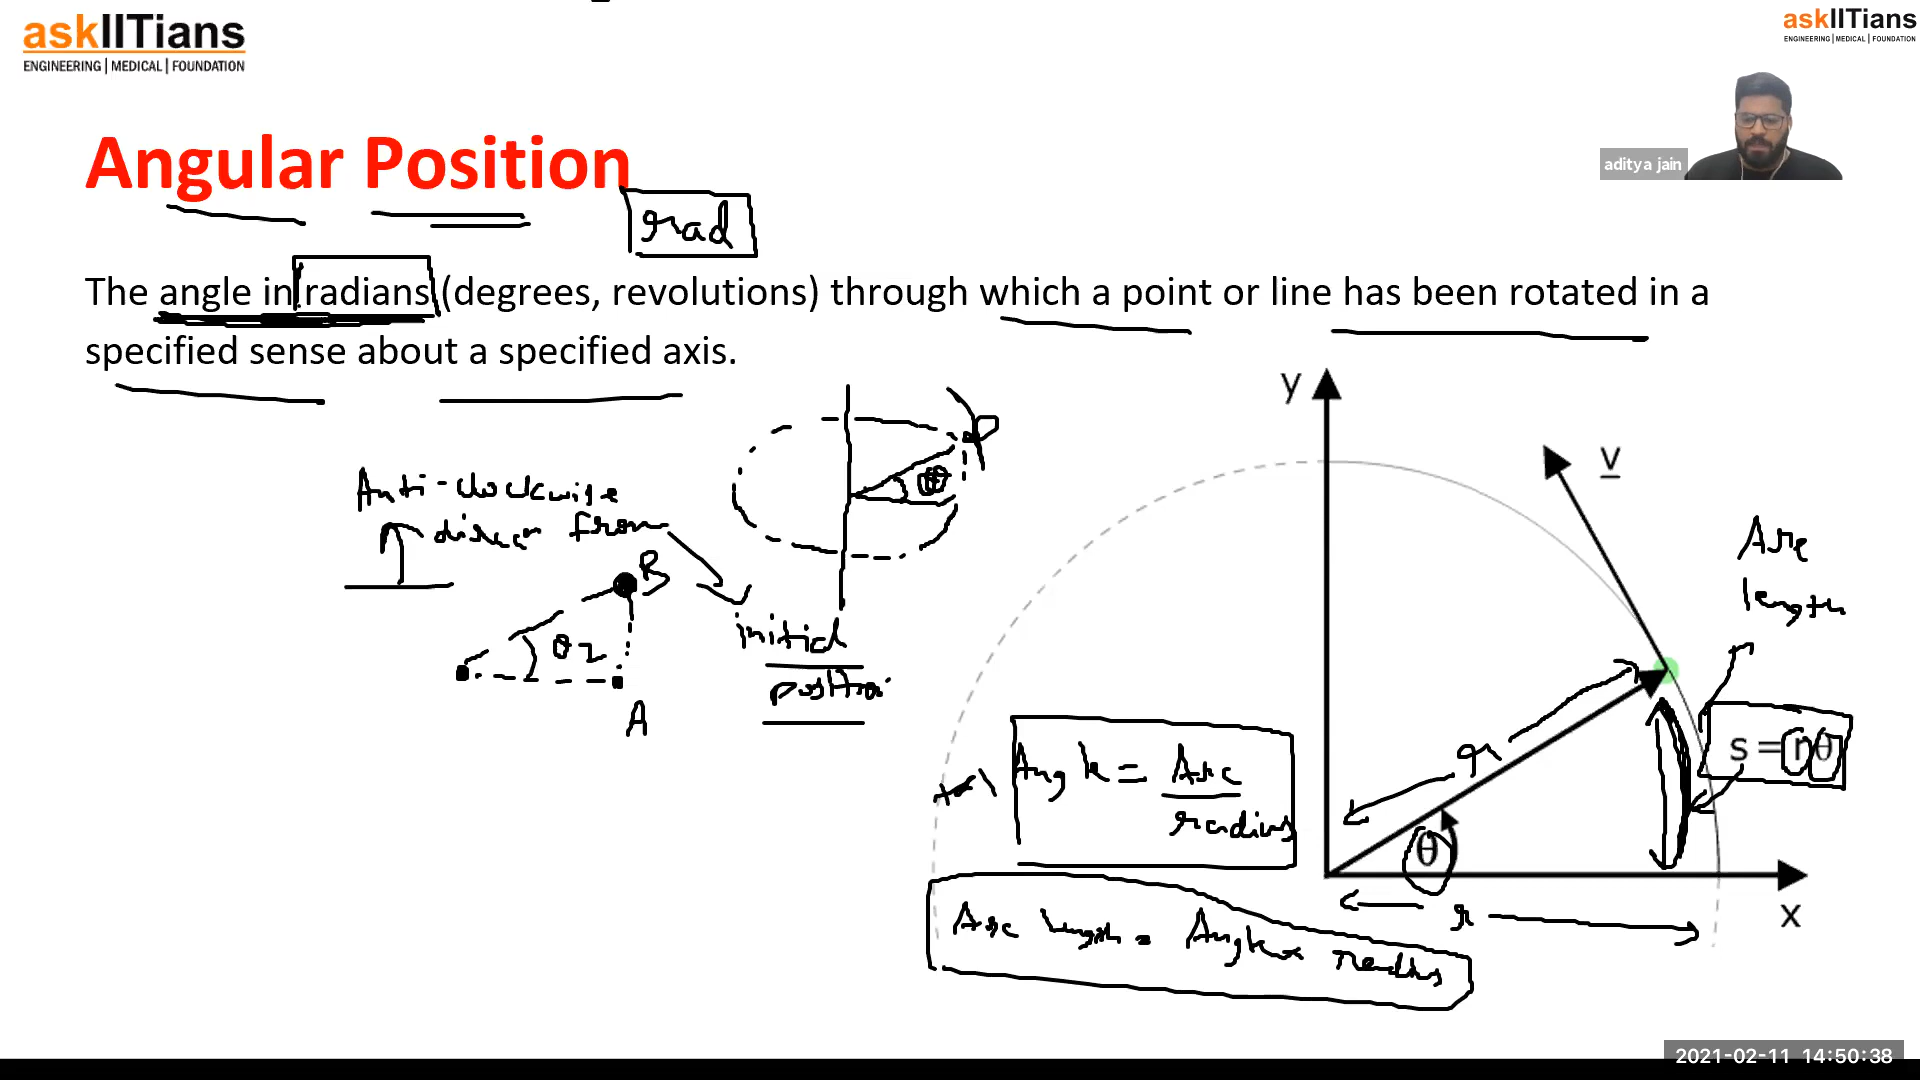 askIITians
ENGINEERING | MEDICAL | FOUNDATION
askIITians
ENGINEERING | MEDICAL | FOUNDATION
aditya jain
Angular Position
rad
The angle in radians (degrees, revolutions) through which a point or line has been rotated in a
specified sense about a specified axis.
P
θ
Anti-clockwise
from
initial
position
B
θ2
A
y
v
Arc
length
r
s = rθ
Angle = Arc
radius
θ
r
x
Arc length = Angle × radius
2021-02-11 14:50:38